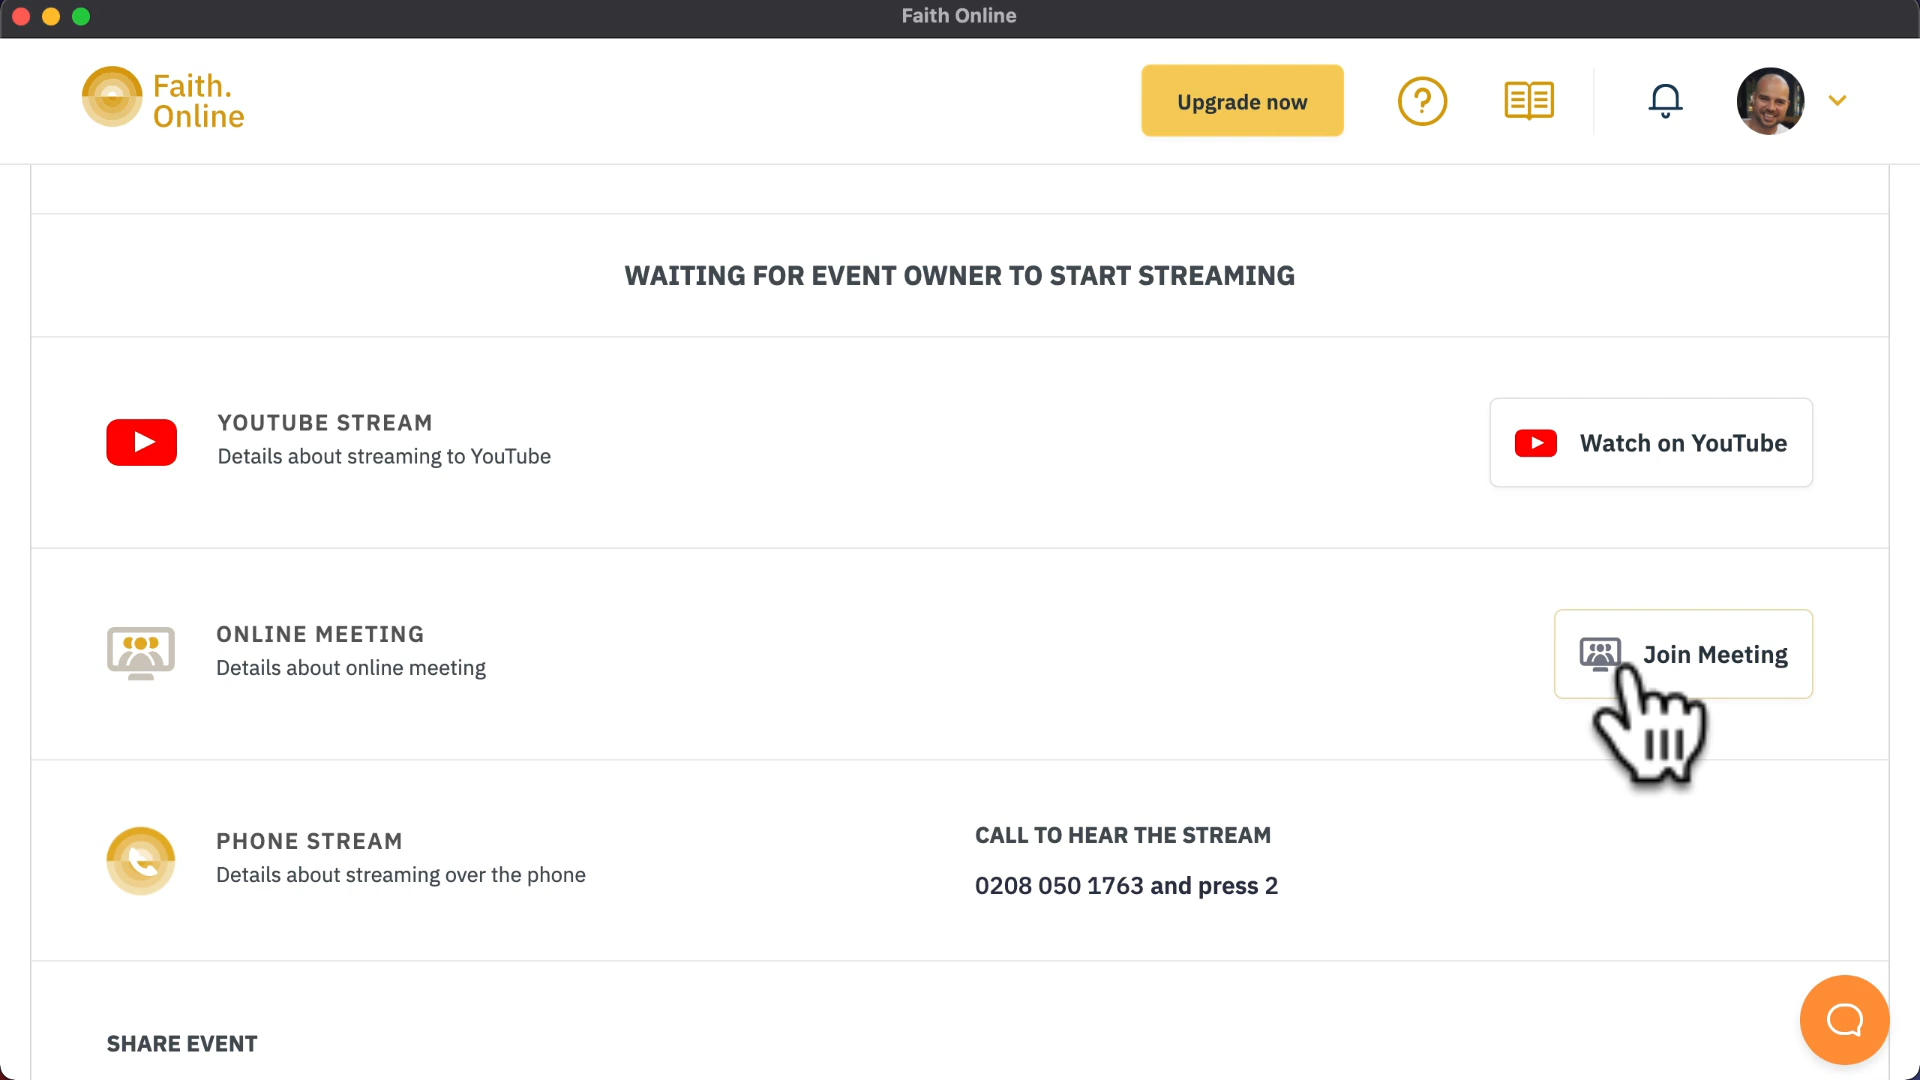 Faith Online
Faith.
Online
Upgrade now
WAITING FOR EVENT OWNER TO START STREAMING
YOUTUBE STREAM
Details about streaming to YouTube
Watch on YouTube
ONLINE MEETING
Details about online meeting
Join Meeting
PHONE STREAM
Details about streaming over the phone
CALL TO HEAR THE STREAM
0208 050 1763 and press 2
SHARE EVENT